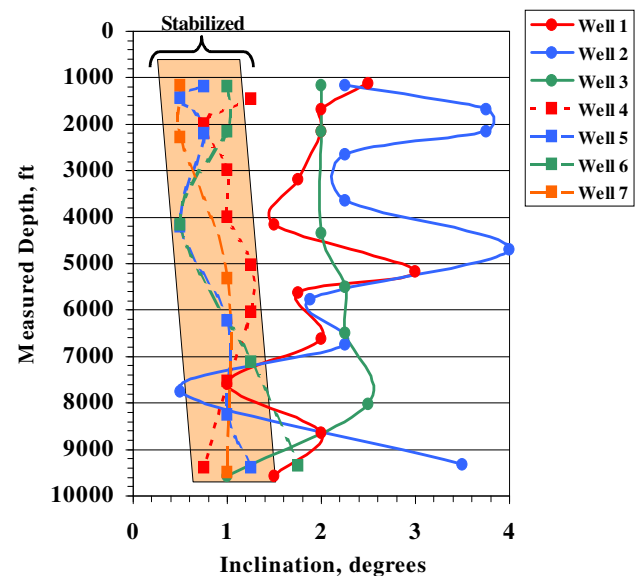 Stabilized
0
1000
2000
3000
4000
5000
6000
7000
8000
9000
10000
Measured Depth, ft
0 1 2 3 4
Inclination, degrees
Well 1
Well 2
Well 3
Well 4
Well 5
Well 6
Well 7